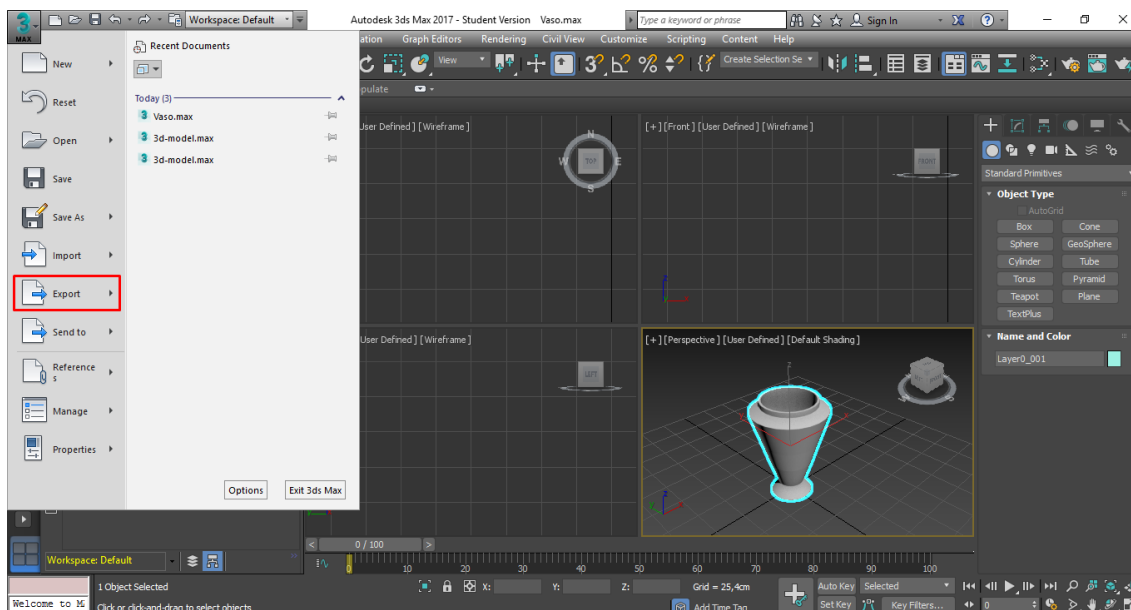 Workspace: Default
Autodesk 3ds Max 2017 - Student Version Vaso.max
Type a keyword or phrase
Sign In
MAX
ation Graph Editors Rendering Civil View Customize Scripting Content Help
View
Create Selection Se
pulate
New
Reset
Open
Save
Save As
Import
Export
Send to
Reference
s
Manage
Properties
Recent Documents
Today (3)
Vaso.max
3d-model.max
3d-model.max
Options
Exit 3ds Max
User Defined ] [ Wireframe ]
N
W
TOP
E
S
[ + ] [ Front ] [ User Defined ] [ Wireframe ]
FRONT
z
User Defined ] [ Wireframe ]
LEFT
[ + ] [ Perspective ] [ User Defined ] [ Default Shading ]
z
x
z
Standard Primitives
Object Type
AutoGrid
Box Cone
Sphere GeoSphere
Cylinder Tube
Torus Pyramid
Teapot Plane
TextPlus
Name and Color
Layer0_001
Workspace: Default
0 / 100
0 10 20 30 40 50 60 70 80 90 100
1 Object Selected
X:
Y:
Z:
Grid = 25,4cm
Auto Key
Selected
Welcome to M
Click or click-and-drag to select objects
Add Time Tag
Set Key
Key Filters...
0